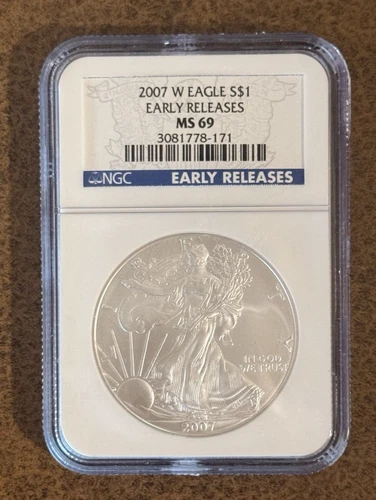 2007 W EAGLE S$1
EARLY RELEASES
MS 69
3081778-171
NGC EARLY RELEASES
IN GOD
WE TRUST
2007